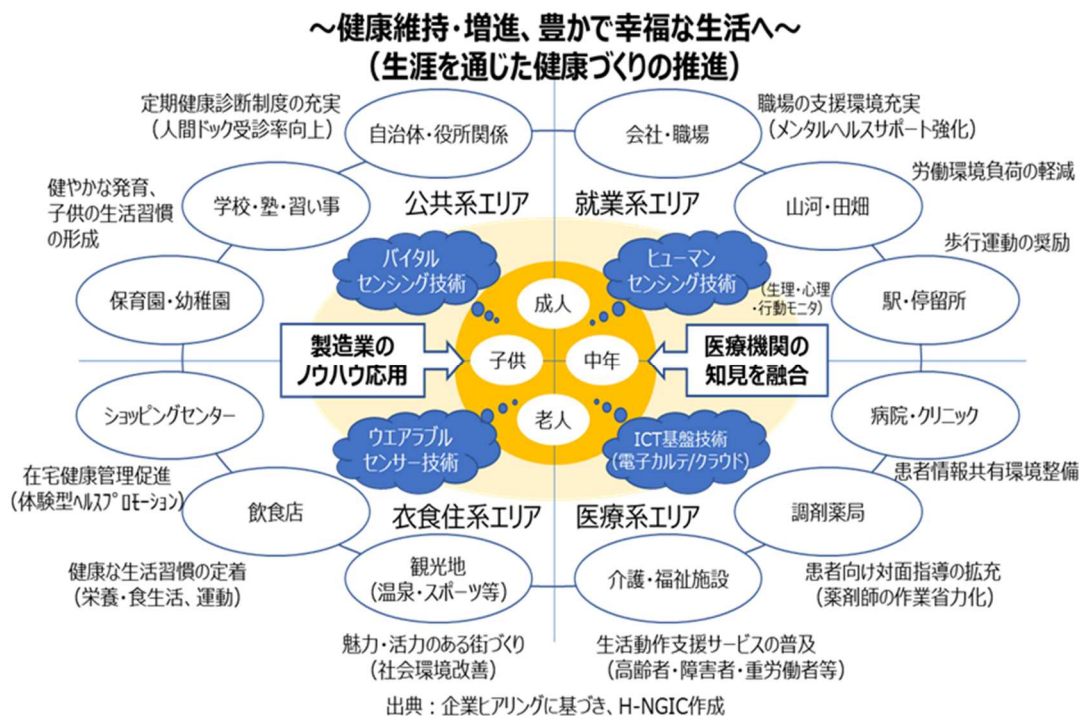 ～健康維持・増進、豊かで幸福な生活へ～
（生涯を通じた健康づくりの推進）
定期健康診断制度の充実
（人間ドック受診率向上）
自治体・役所関係
会社・職場
職場の支援環境充実
（メンタルヘルスサポート強化）
健やかな発育、
子供の生活習慣
の形成
学校・塾・習い事
公共系エリア
就業系エリア
山河・田畑
労働環境負荷の軽減
保育園・幼稚園
バイタル
センシング技術
ヒューマン
センシング技術
（生理・心理
・行動モニタ）
歩行運動の奨励
駅・停留所
成人
子供
中年
老人
製造業の
ノウハウ応用
医療機関の
知見を融合
ショッピングセンター
ウエアラブル
センサー技術
ICT基盤技術
(電子カルテ/クラウド)
病院・クリニック
在宅健康管理促進
（体験型ヘルスプロモーション）
患者情報共有環境整備
飲食店
衣食住系エリア
医療系エリア
調剤薬局
健康な生活習慣の定着
（栄養・食生活、運動）
観光地
（温泉・スポーツ等）
介護・福祉施設
患者向け対面指導の拡充
（薬剤師の作業省力化）
魅力・活力のある街づくり
（社会環境改善）
生活動作支援サービスの普及
（高齢者・障害者・重労働者等）
出典：企業ヒアリングに基づき、H-NGIC作成